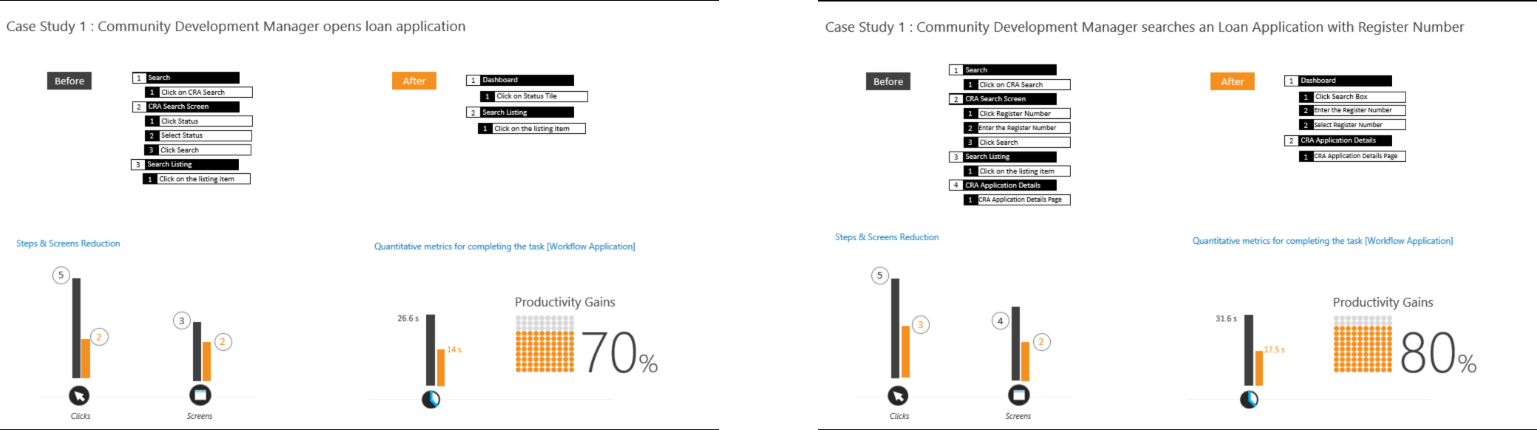 Case Study 1 : Community Development Manager opens loan application
Before
1 Search
1 Click on CRA Search
2 CRA Search Screen
1 Click Status
2 Select Status
3 Click Search
3 Search Listing
1 Click on the listing item
After
1 Dashboard
1 Click on Status Tile
2 Search Listing
1 Click on the listing item
Steps & Screens Reduction
5
2
Clicks
3
2
Screens
Quantitative metrics for completing the task [Workflow Application]
26.6 s
14 s
Productivity Gains
70%
Case Study 1 : Community Development Manager searches an Loan Application with Register Number
Before
1 Search
1 Click on CRA Search
2 CRA Search Screen
1 Click Register Number
2 Enter the Register Number
3 Click Search
3 Search Listing
1 Click on the listing item
4 CRA Application Details
1 CRA Application Details Page
After
1 Dashboard
1 Click Search Box
2 Enter the Register Number
2 Select Register Number
2 CRA Application Details
1 CRA Application Details Page
Steps & Screens Reduction
5
3
Clicks
4
2
Screens
Quantitative metrics for completing the task [Workflow Application]
31.6 s
17.5 s
Productivity Gains
80%